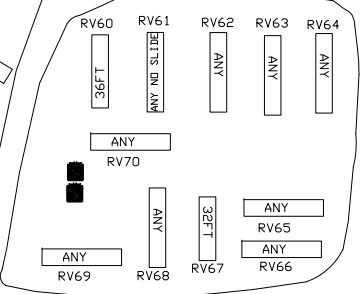 RV60 RV61 RV62 RV63 RV64
36FT
ANY NO SLIDE
ANY
ANY
ANY
ANY
RV70
ANY
32FT
ANY
RV65
ANY
RV66
ANY
RV69
RV68
RV67